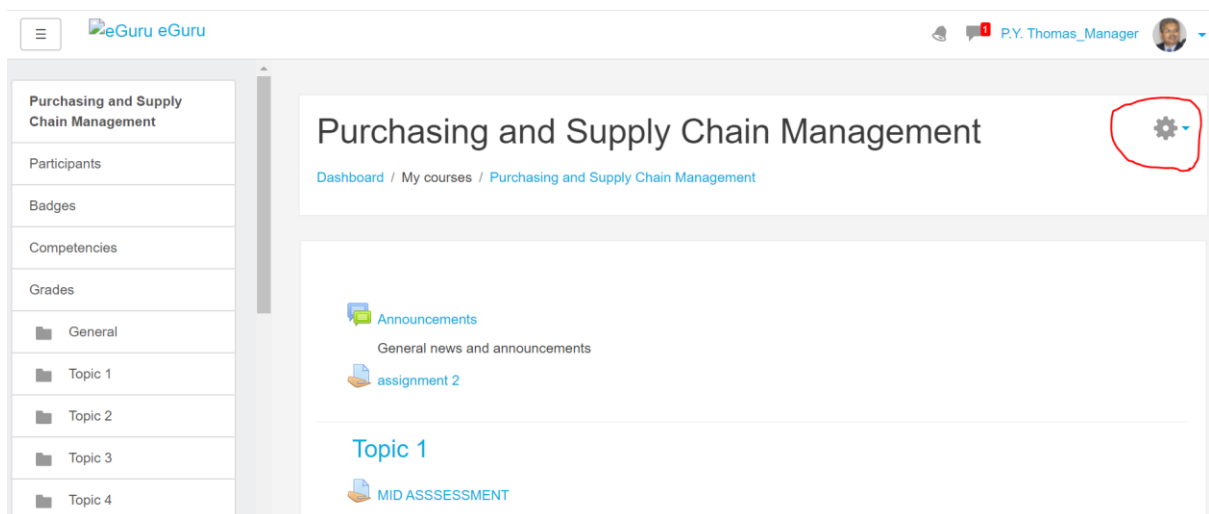 eGuru eGuru
1
P.Y. Thomas_Manager
Purchasing and Supply
Chain Management
Participants
Badges
Competencies
Grades
General
Topic 1
Topic 2
Topic 3
Topic 4
Purchasing and Supply Chain Management
Dashboard / My courses / Purchasing and Supply Chain Management
Announcements
General news and announcements
assignment 2
Topic 1
MID ASSSESSMENT